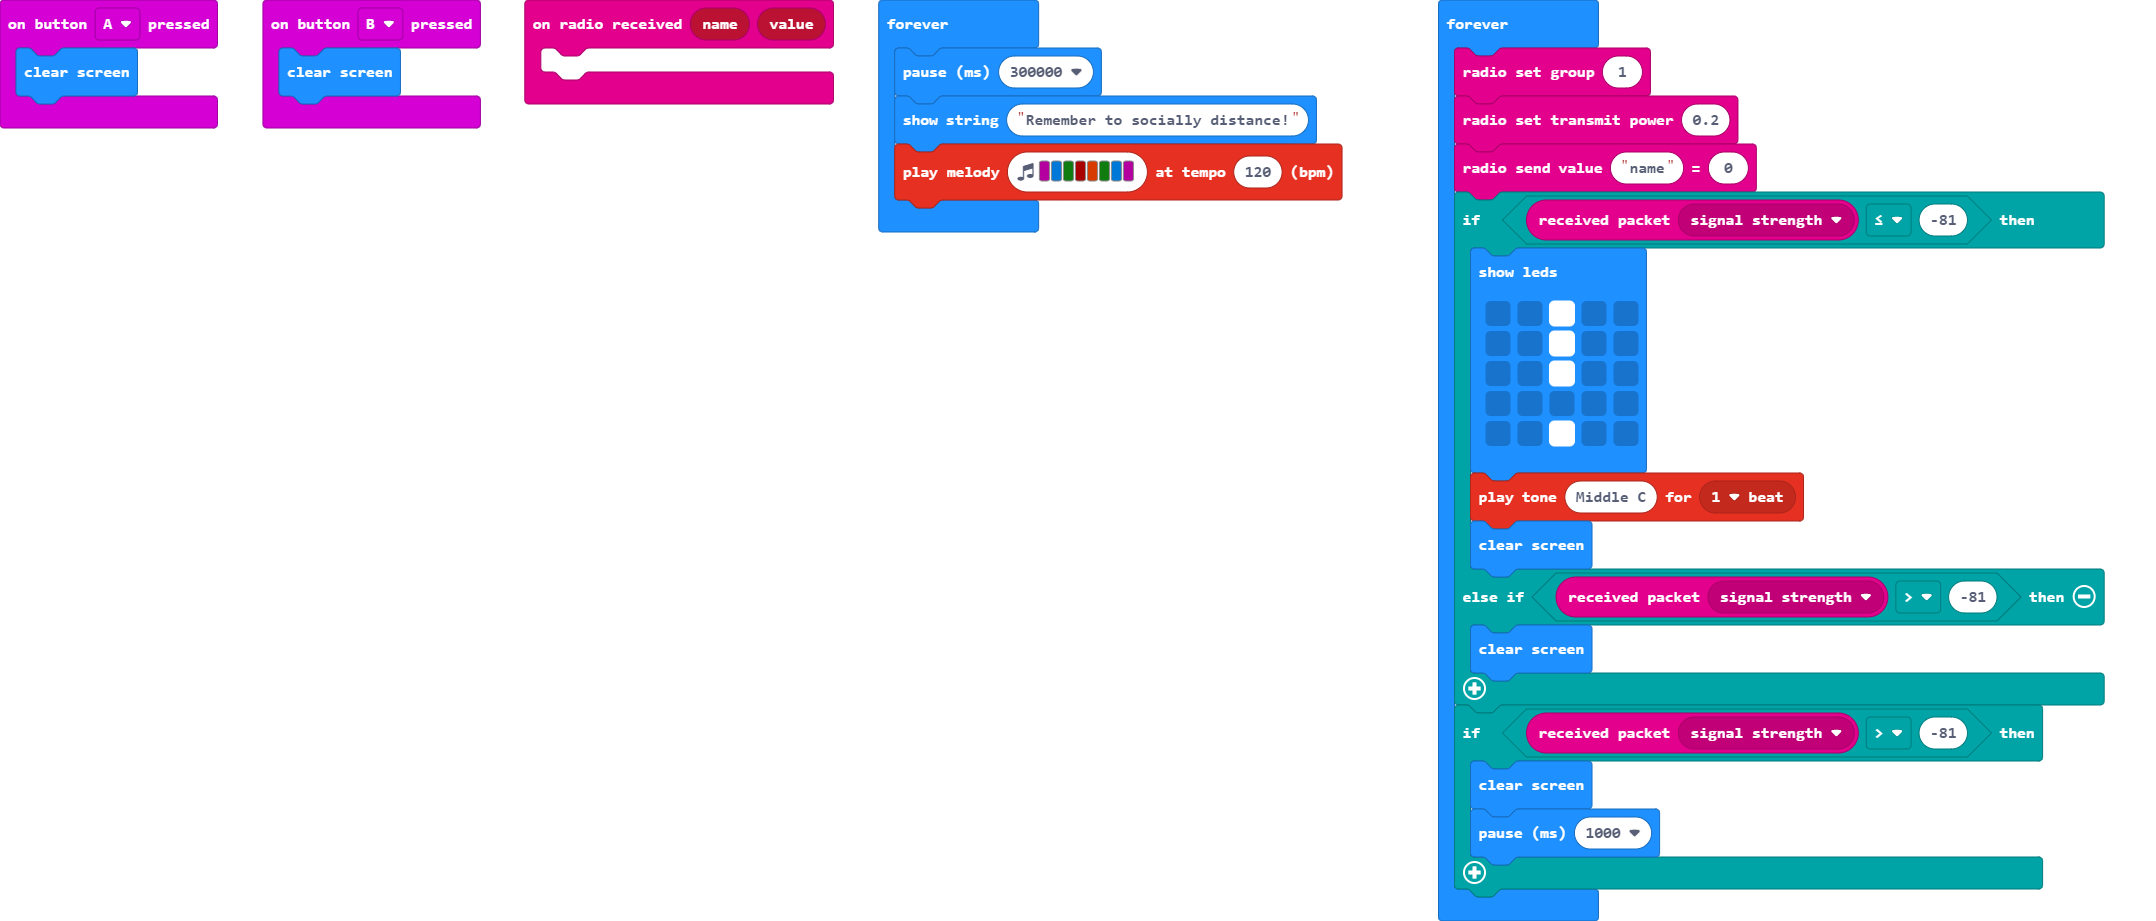 on button A pressed
clear screen
on button B pressed
clear screen
on radio received name value
forever
pause (ms) 300000
show string "Remember to socially distance!"
play melody at tempo 120 (bpm)
forever
radio set group 1
radio set transmit power 0.2
radio send value "name" = 0
if received packet signal strength ≤ -81 then
show leds
play tone Middle C for 1 beat
clear screen
else if received packet signal strength > -81 then
clear screen
if received packet signal strength > -81 then
clear screen
pause (ms) 1000